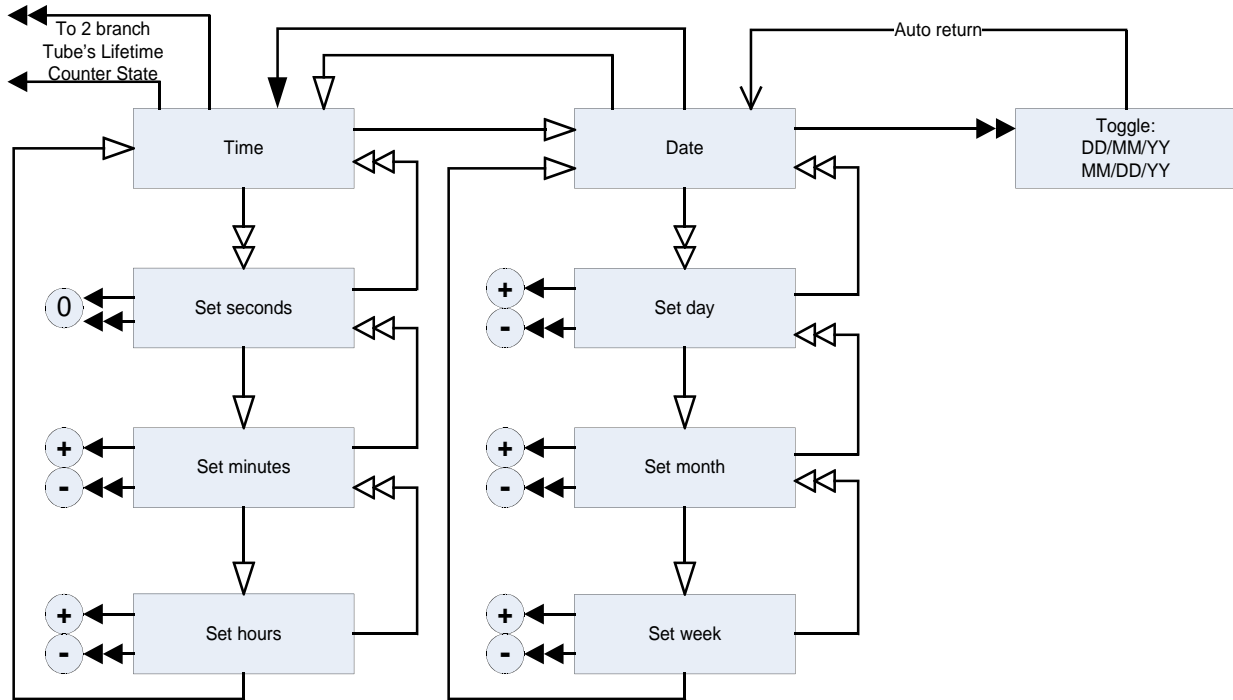 To 2 branch
Tube's Lifetime
Counter State
Auto return
Time
Date
Toggle:
DD/MM/YY
MM/DD/YY
0
Set seconds
+
-
Set day
+
-
Set minutes
+
-
Set month
+
-
Set hours
+
-
Set week